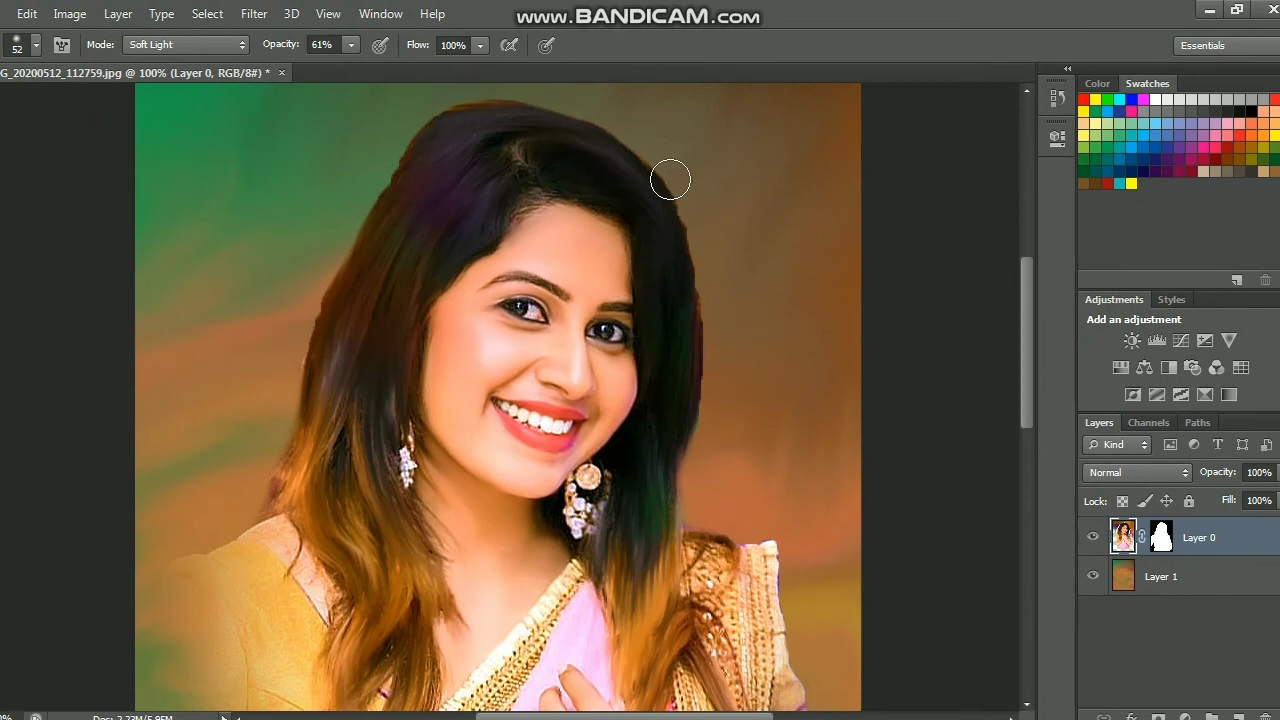 Edit Image Layer Type Select Filter 3D View Window Help
www.BANDICAM.com
52 Mode: Soft Light Opacity: 61% Flow: 100% Essentials
G_20200512_112759.jpg @ 100% (Layer 0, RGB/8#) * ×
Color Swatches
Adjustments Styles
Add an adjustment
Layers Channels Paths
Kind
Normal Opacity: 100%
Lock: Fill: 100%
Layer 0
Layer 1